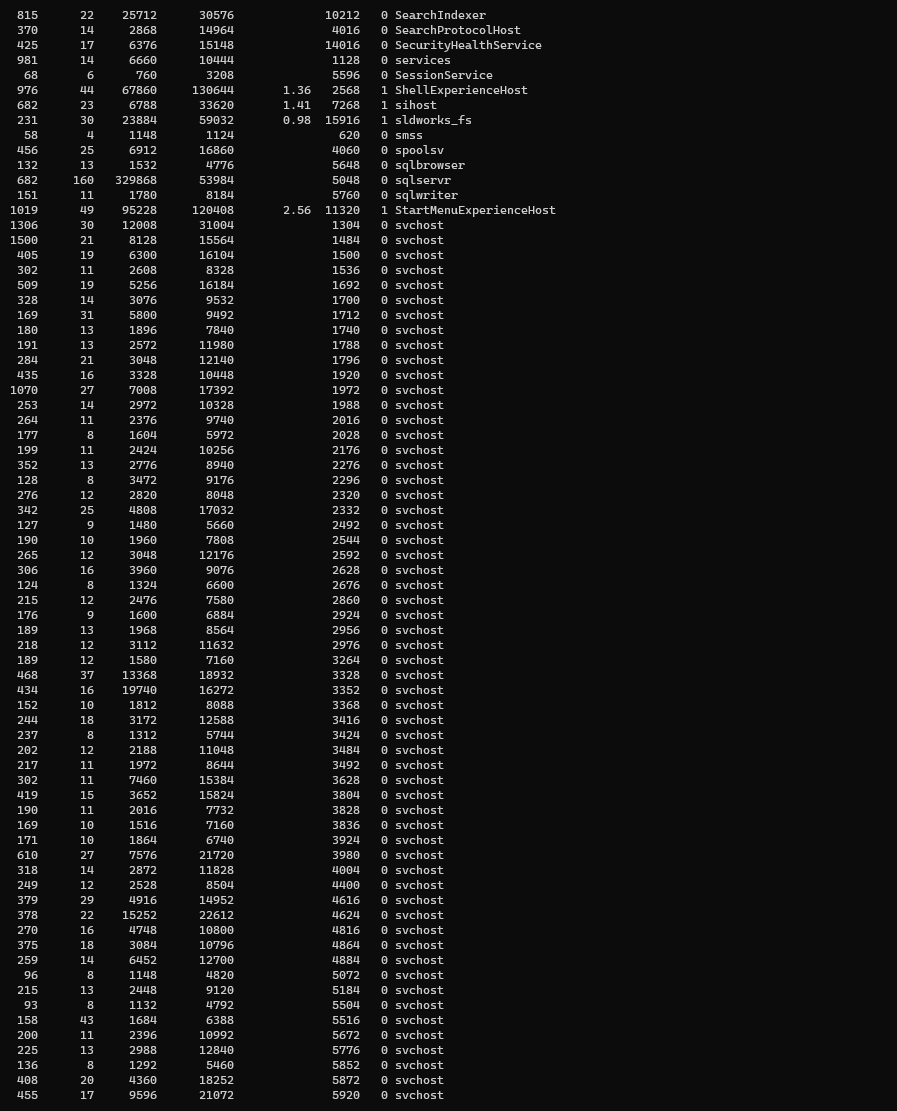 815 22 25712 30576 10212 0 SearchIndexer
370 14 2868 14964 4016 0 SearchProtocolHost
425 17 6376 15148 14016 0 SecurityHealthService
981 14 6660 10444 1128 0 services
68 6 760 3208 5596 0 SessionService
976 44 67860 130644 1.36 2568 1 ShellExperienceHost
682 23 6788 33620 1.41 7268 1 sihost
231 30 23884 59032 0.98 15916 1 sldworks_fs
58 4 1148 1124 620 0 smss
456 25 6912 16860 4060 0 spoolsv
132 13 1532 4776 5648 0 sqlbrowser
682 160 329868 53984 5048 0 sqlservr
151 11 1780 8184 5760 0 sqlwriter
1019 49 95228 120408 2.56 11320 1 StartMenuExperienceHost
1306 30 12008 31004 1304 0 svchost
1500 21 8128 15564 1484 0 svchost
405 19 6300 16104 1500 0 svchost
302 11 2608 8328 1536 0 svchost
509 19 5256 16184 1692 0 svchost
328 14 3076 9532 1700 0 svchost
169 31 5800 9492 1712 0 svchost
180 13 1896 7840 1740 0 svchost
191 13 2572 11980 1788 0 svchost
284 21 3048 12140 1796 0 svchost
435 16 3328 10448 1920 0 svchost
1070 27 7008 17392 1972 0 svchost
253 14 2972 10328 1988 0 svchost
264 11 2376 9740 2016 0 svchost
177 8 1604 5972 2028 0 svchost
199 11 2424 10256 2176 0 svchost
352 13 2776 8940 2276 0 svchost
128 8 3472 9176 2296 0 svchost
276 12 2820 8048 2320 0 svchost
342 25 4808 17032 2332 0 svchost
127 9 1480 5660 2492 0 svchost
190 10 1960 7808 2544 0 svchost
265 12 3048 12176 2592 0 svchost
306 16 3960 9076 2628 0 svchost
124 8 1324 6600 2676 0 svchost
215 12 2476 7580 2860 0 svchost
176 9 1600 6884 2924 0 svchost
189 13 1968 8564 2956 0 svchost
218 12 3112 11632 2976 0 svchost
189 12 1580 7160 3264 0 svchost
468 37 13368 18932 3328 0 svchost
434 16 19740 16272 3352 0 svchost
152 10 1812 8088 3368 0 svchost
244 18 3172 12588 3416 0 svchost
237 8 1312 5744 3424 0 svchost
202 12 2188 11048 3484 0 svchost
217 11 1972 8644 3492 0 svchost
302 11 7460 15384 3628 0 svchost
419 15 3652 15824 3804 0 svchost
190 11 2016 7732 3828 0 svchost
169 10 1516 7160 3836 0 svchost
171 10 1864 6740 3924 0 svchost
610 27 7576 21720 3980 0 svchost
318 14 2872 11828 4004 0 svchost
249 12 2528 8504 4400 0 svchost
379 29 4916 14952 4616 0 svchost
378 22 15252 22612 4624 0 svchost
270 16 4748 10800 4816 0 svchost
375 18 3084 10796 4864 0 svchost
259 14 6452 12700 4884 0 svchost
96 8 1148 4820 5072 0 svchost
215 13 2448 9120 5184 0 svchost
93 8 1132 4792 5504 0 svchost
158 43 1684 6388 5516 0 svchost
200 11 2396 10992 5672 0 svchost
225 13 2988 12840 5776 0 svchost
136 8 1292 5460 5852 0 svchost
408 20 4360 18252 5872 0 svchost
455 17 9596 21072 5920 0 svchost